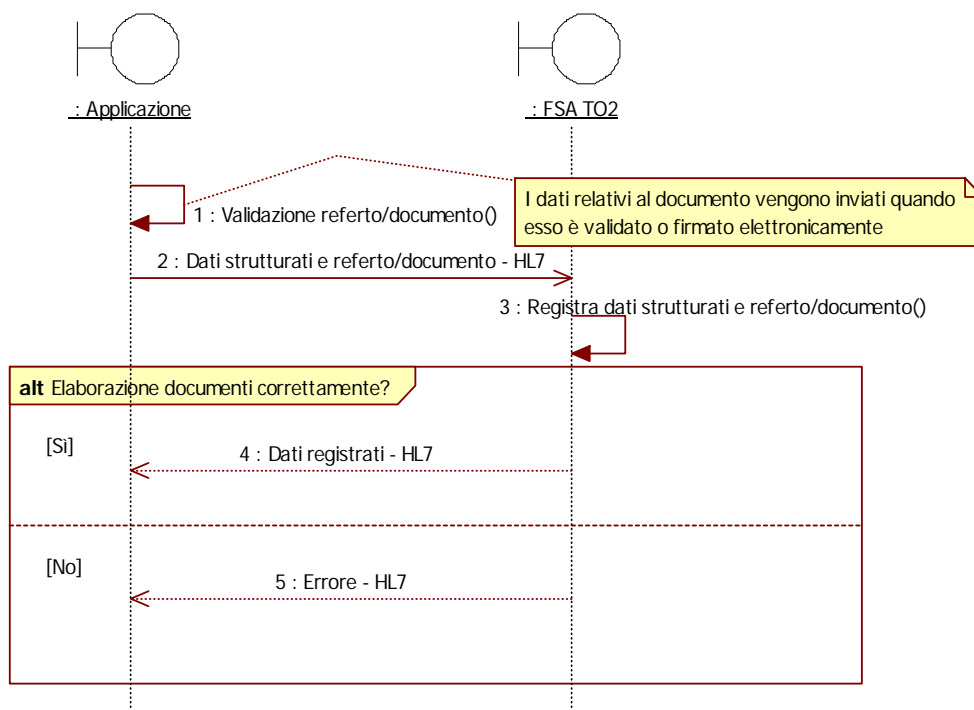 : Applicazione
: FSA TO2
I dati relativi al documento vengono inviati quando
esso è validato o firmato elettronicamente
1 : Validazione referto/documento()
2 : Dati strutturati e referto/documento - HL7
3 : Registra dati strutturati e referto/documento()
alt Elaborazione documenti correttamente?
[Sì]
4 : Dati registrati - HL7
[No]
5 : Errore - HL7